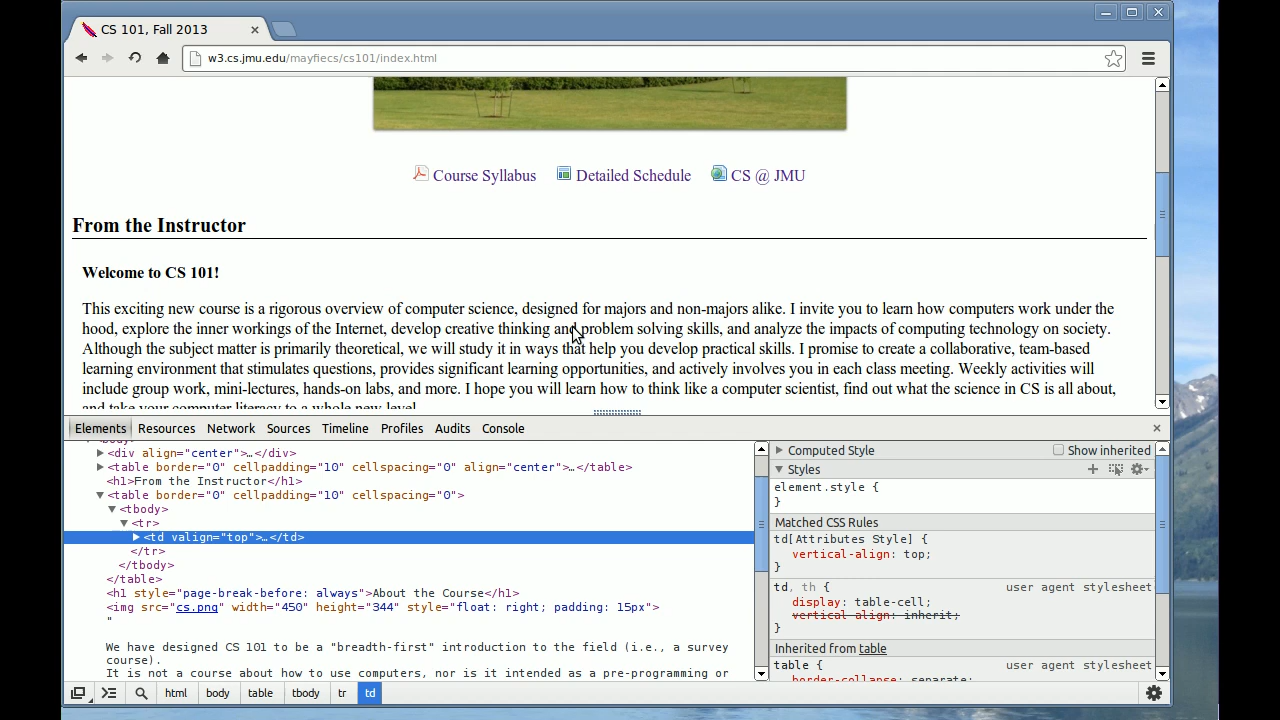 CS 101, Fall 2013
w3.cs.jmu.edu/mayfiecs/cs101/index.html
Course Syllabus Detailed Schedule CS @ JMU
From the Instructor
Welcome to CS 101!
This exciting new course is a rigorous overview of computer science, designed for majors and non-majors alike. I invite you to learn how computers work under the
hood, explore the inner workings of the Internet, develop creative thinking and problem solving skills, and analyze the impacts of computing technology on society.
Although the subject matter is primarily theoretical, we will study it in ways that help you develop practical skills. I promise to create a collaborative, team-based
learning environment that stimulates questions, provides significant learning opportunities, and actively involves you in each class meeting. Weekly activities will
include group work, mini-lectures, hands-on labs, and more. I hope you will learn how to think like a computer scientist, find out what the science in CS is all about,
and take your computer literacy to a whole new level.
Elements Resources Network Sources Timeline Profiles Audits Console
<body>
<div align="center">…</div>
<table border="0" cellpadding="10" cellspacing="0" align="center">…</table>
<h1>From the Instructor</h1>
<table border="0" cellpadding="10" cellspacing="0">
<tbody>
<tr>
<td valign="top">…</td>
</tr>
</tbody>
</table>
<h1 style="page-break-before: always">About the Course</h1>
<img src="cs.png" width="450" height="344" style="float: right; padding: 15px">
"
We have designed CS 101 to be a "breadth-first" introduction to the field (i.e., a survey
course).
It is not a course about how to use computers, nor is it intended as a pre-programming or
Computed Style Show inherited
Styles
element.style {
}
Matched CSS Rules
td[Attributes Style] {
vertical-align: top;
}
td, th { user agent stylesheet
display: table-cell;
vertical-align: inherit;
}
Inherited from table
table { user agent stylesheet
border-collapse: separate;
html body table tbody tr td